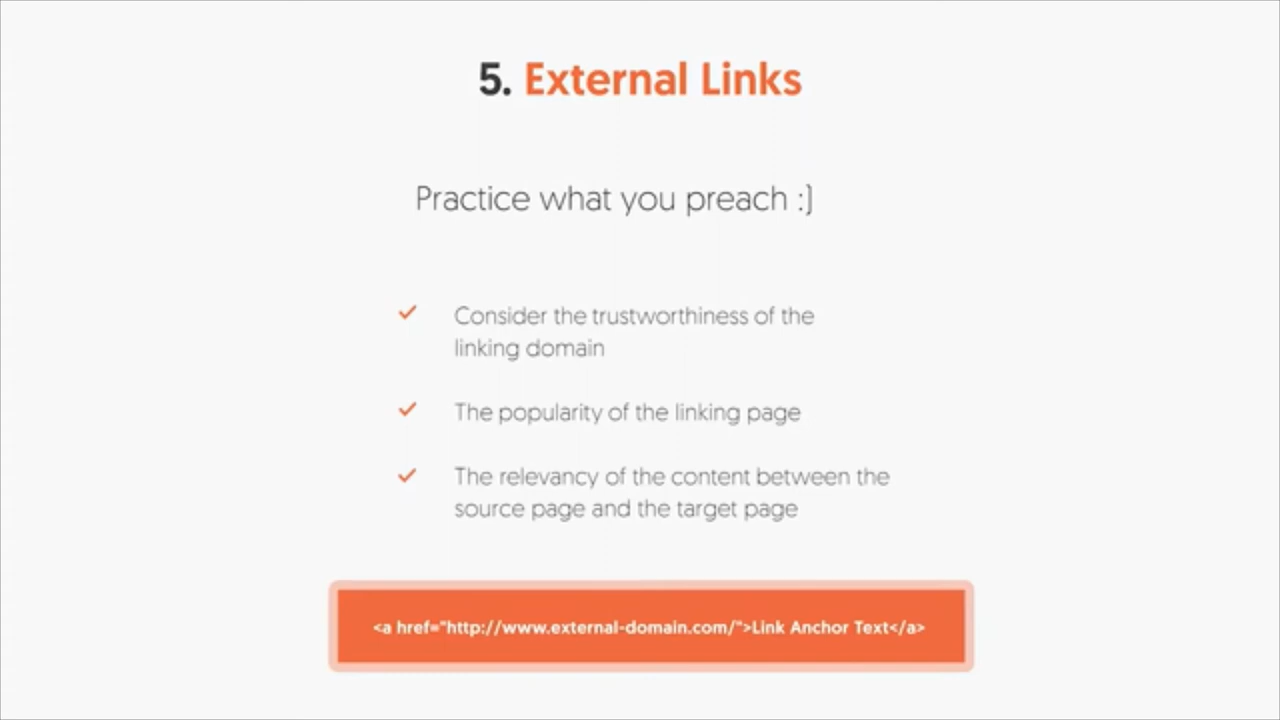 5. External Links
Practice what you preach :)
Consider the trustworthiness of the
linking domain
The popularity of the linking page
The relevancy of the content between the
source page and the target page
<a href="http://www.external-domain.com/">Link Anchor Text</a>